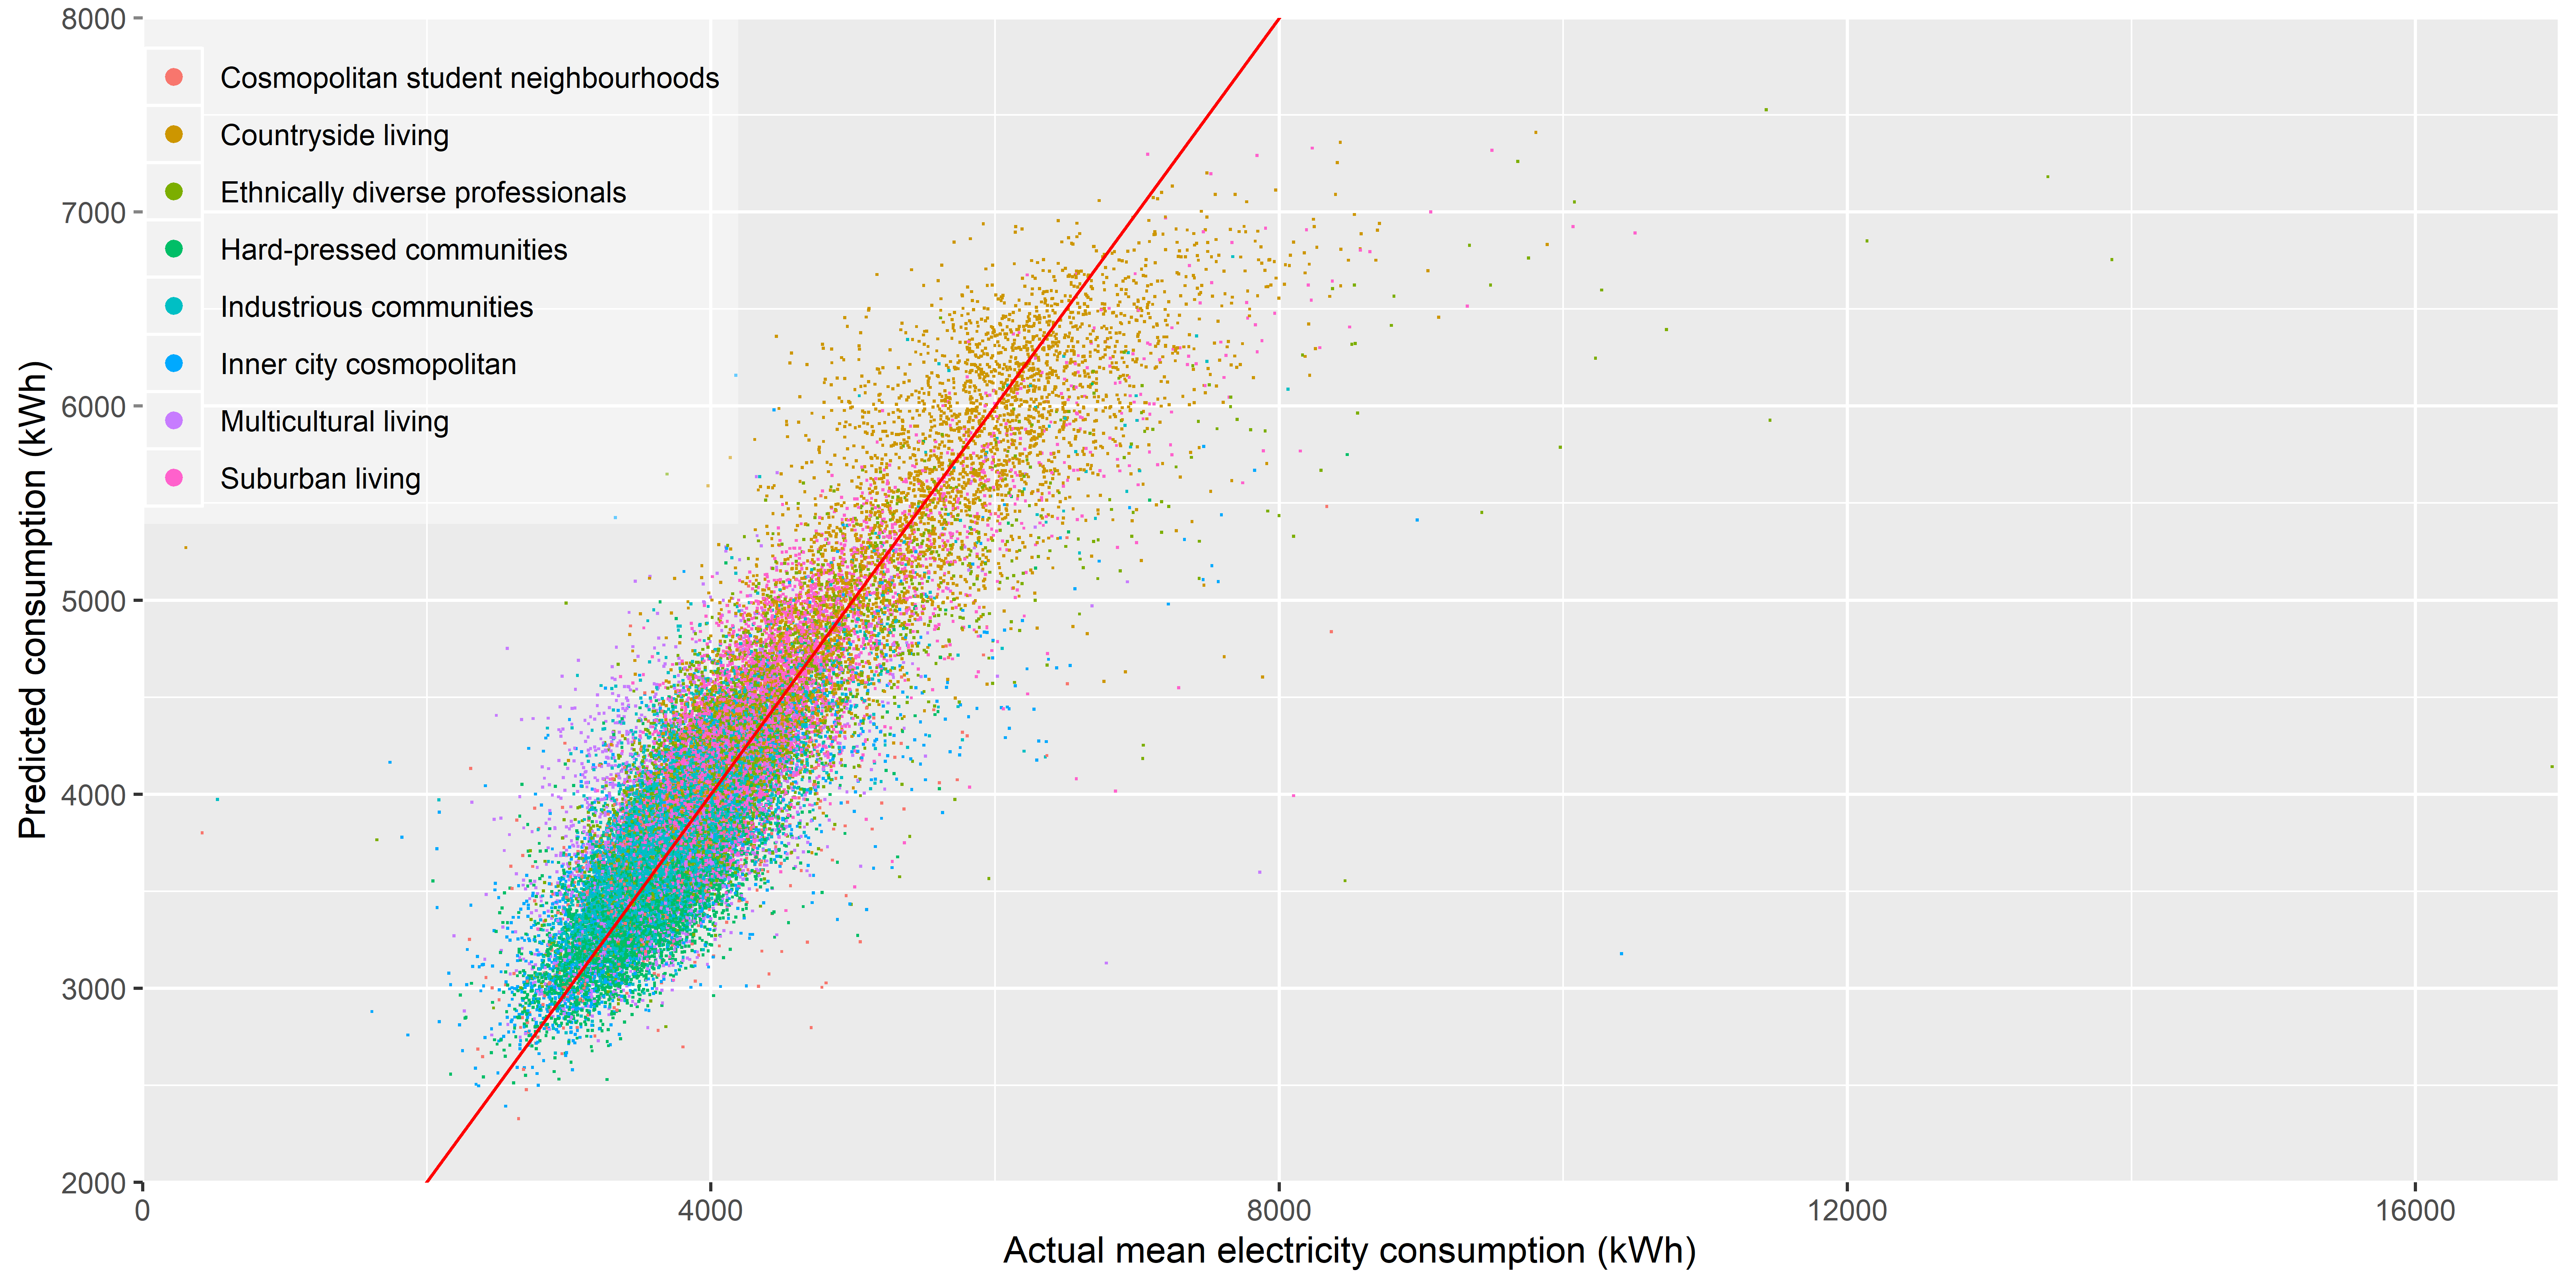 Predicted consumption (kWh)
8000
7000
6000
5000
4000
3000
2000
Cosmopolitan student neighbourhoods
Countryside living
Ethnically diverse professionals
Hard-pressed communities
Industrious communities
Inner city cosmopolitan
Multicultural living
Suburban living
0 4000 8000 12000 16000
Actual mean electricity consumption (kWh)